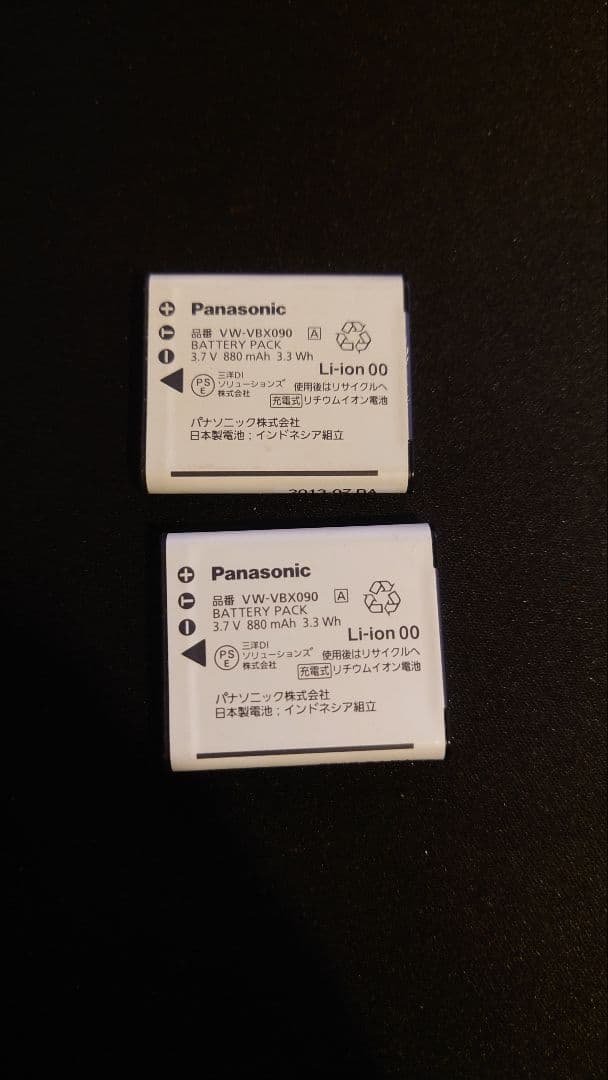 Panasonic
品番 VW-VBX090 A
BATTERY PACK
3.7 V 880 mAh 3.3 Wh
Li-ion 00
PS
E
三洋DI
ソリューションズ
株式会社
使用後はリサイクルへ
充電式 リチウムイオン電池
パナソニック株式会社
日本製電池：インドネシア組立
Panasonic
品番 VW-VBX090 A
BATTERY PACK
3.7 V 880 mAh 3.3 Wh
Li-ion 00
PS
E
三洋DI
ソリューションズ
株式会社
使用後はリサイクルへ
充電式 リチウムイオン電池
パナソニック株式会社
日本製電池：インドネシア組立